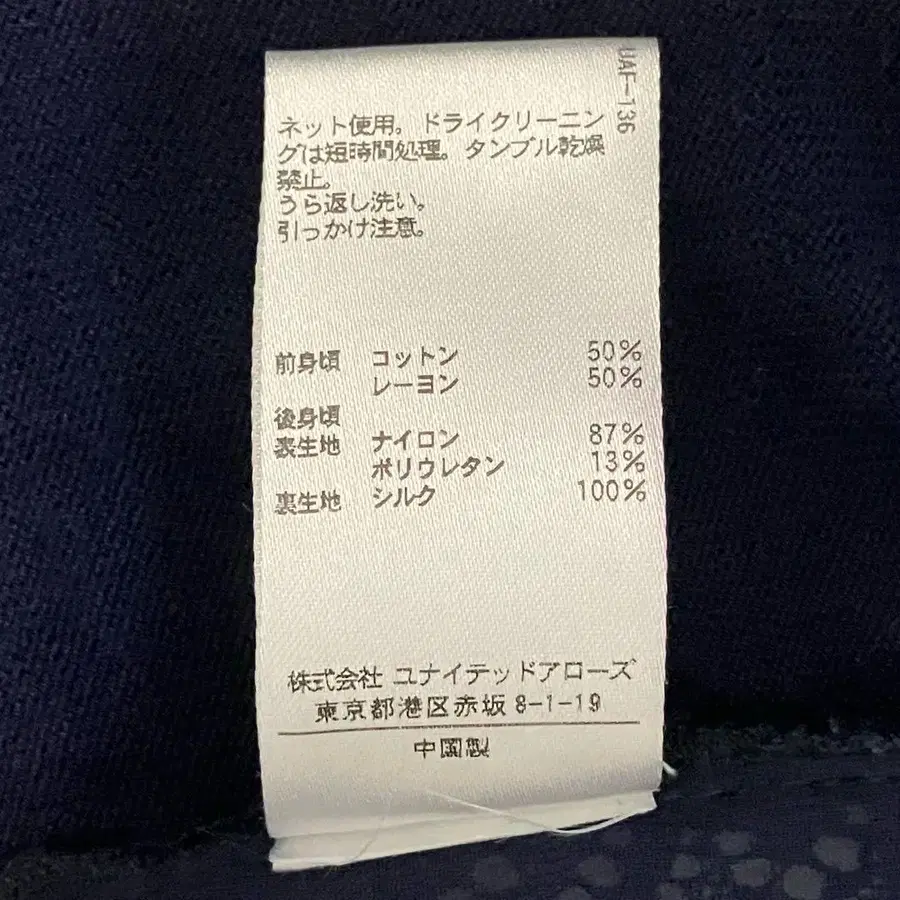 UAF-136
ネット使用。ドライクリーニン
グは短時間処理。タンブル乾燥
禁止。
うら返し洗い。
引っかけ注意。
前身頃 コットン 50%
レーヨン 50%
後身頃
表生地 ナイロン 87%
ポリウレタン 13%
裏生地 シルク 100%
株式会社 ユナイテッドアローズ
東京都港区赤坂 8-1-19
中国製